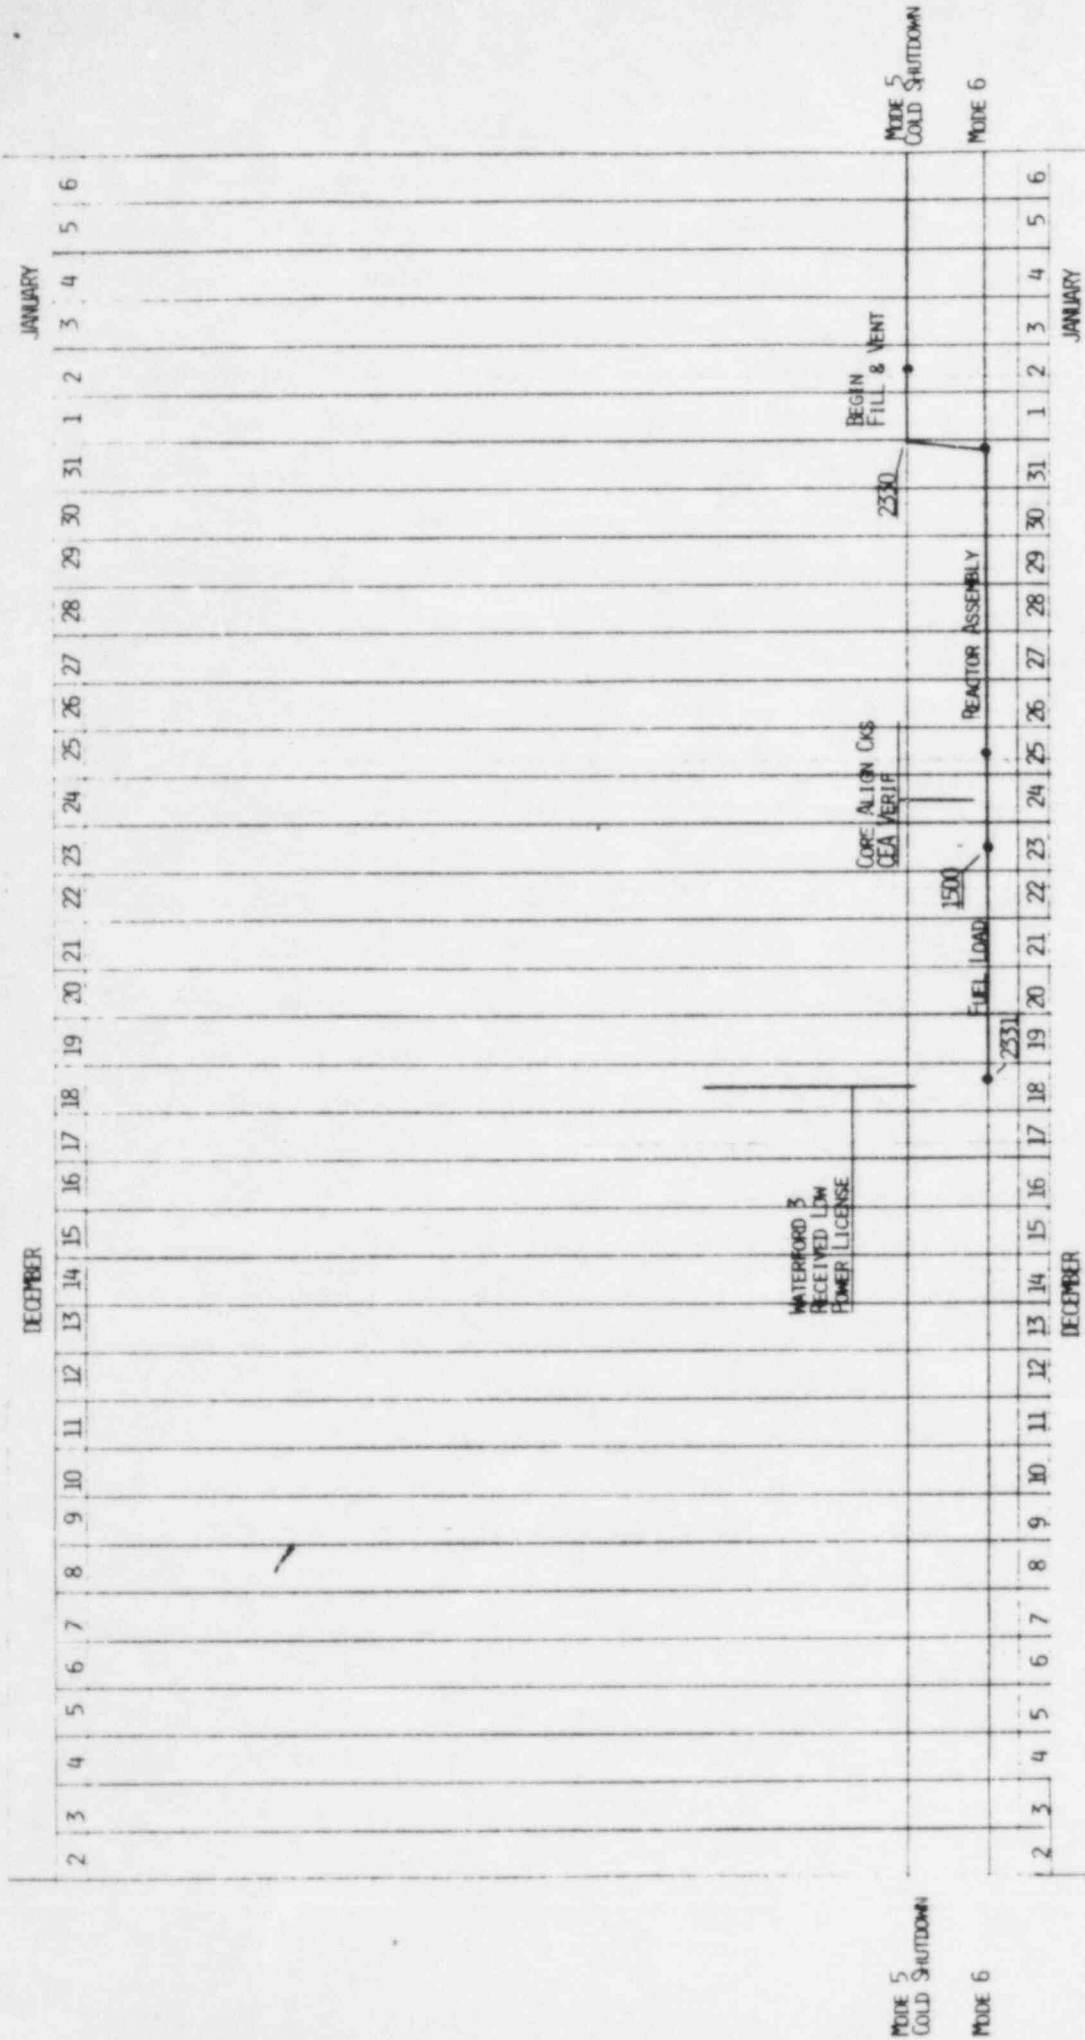 DECEMBER JANUARY
2 3 4 5 6 7 8 9 10 11 12 13 14 15 16 17 18 19 20 21 22 23 24 25 26 27 28 29 30 31 1 2 3 4 5 6
WATERFORD 3
RECEIVED LOW
POWER LICENSE
CORE ALIGN CKS
CEA VERIF
2330
BEGIN
FILL & VENT
MODE 5
COLD SHUTDOWN
MODE 5
COLD SHUTDOWN
MODE 6
FUEL LOAD
1500
REACTOR ASSEMBLY
MODE 6
2331
2 3 4 5 6 7 8 9 10 11 12 13 14 15 16 17 18 19 20 21 22 23 24 25 26 27 28 29 30 31 1 2 3 4 5 6
DECEMBER JANUARY